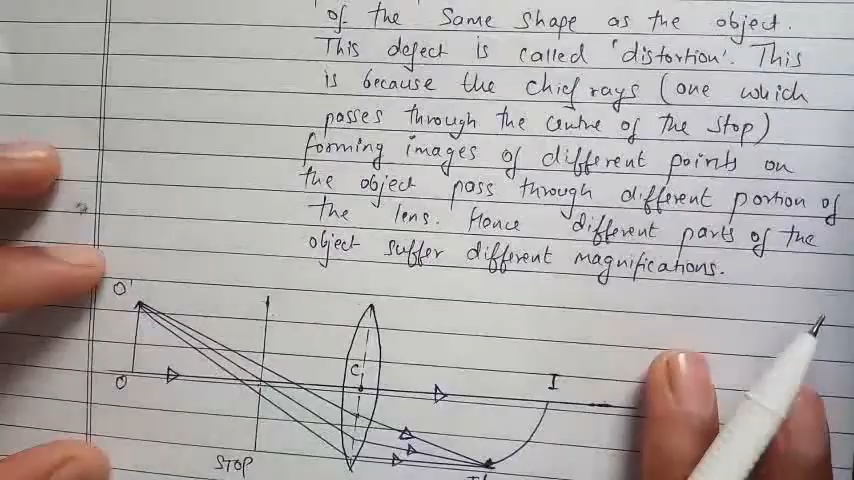 of the same shape as the object.
This defect is called 'distortion'. This
is because the chief rays (one which
passes through the centre of the stop)
forming images of different points on
the object pass through different portion of
the lens. Hence different parts of the
object suffer different magnifications.
O'
C
I
O
STOP